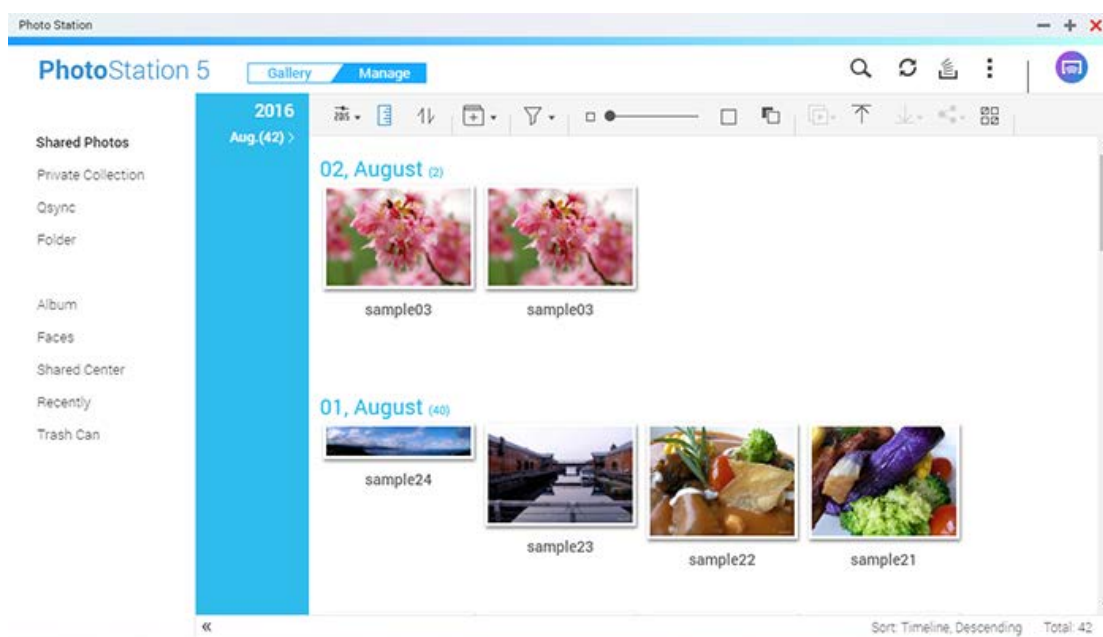 Photo Station
PhotoStation 5
Gallery
Manage
Shared Photos
Private Collection
Qsync
Folder
Album
Faces
Shared Center
Recently
Trash Can
2016
Aug.(42) >
2015
02, August (2)
sample03
sample03
01, August (40)
sample24
sample23
sample22
sample21
«
Sort: Timeline, Descending
Total: 42